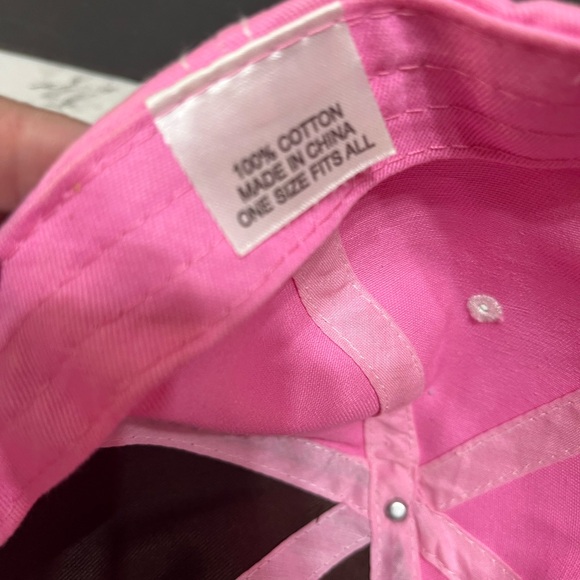 100% COTTON
MADE IN CHINA
ONE SIZE FITS ALL